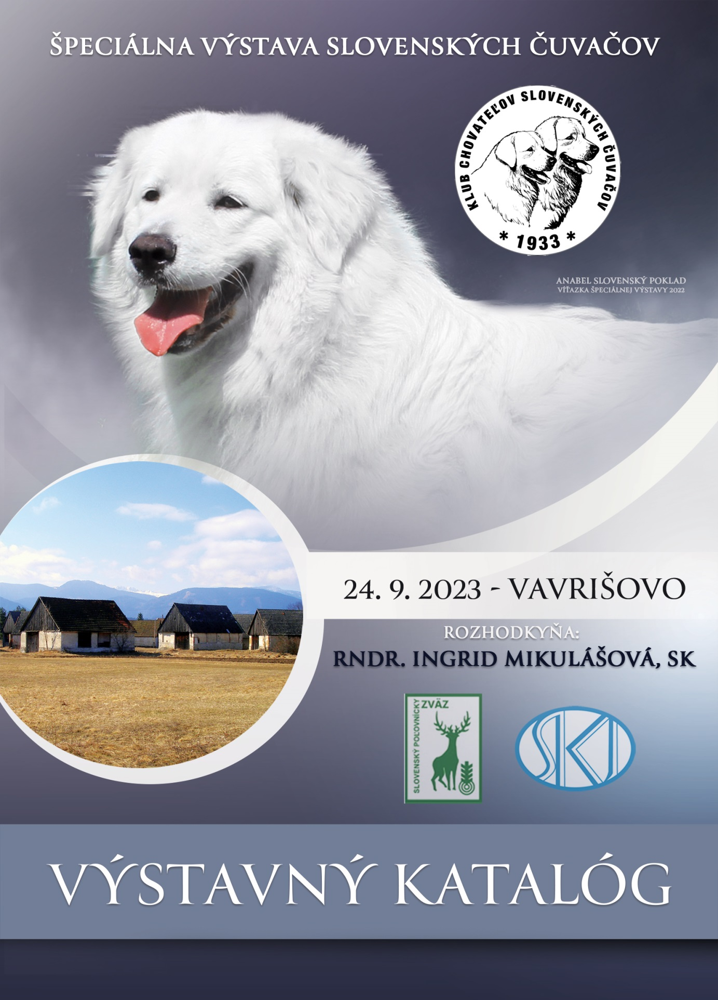 ŠPECIÁLNA VÝSTAVA SLOVENSKÝCH ČUVAČOV
KLUB CHOVATEĽOV SLOVENSKÝCH ČUVAČOV
* 1933 *
ANABEL SLOVENSKÝ POKLAD
VÍŤAZKA ŠPECIÁLNEJ VÝSTAVY 2022
24. 9. 2023 - VAVRIŠOVO
ROZHODKYŇA:
RNDR. INGRID MIKULÁŠOVÁ, SK
SLOVENSKÝ POĽOVNÍCKY
ZVÄZ
SKJ
VÝSTAVNÝ KATALÓG